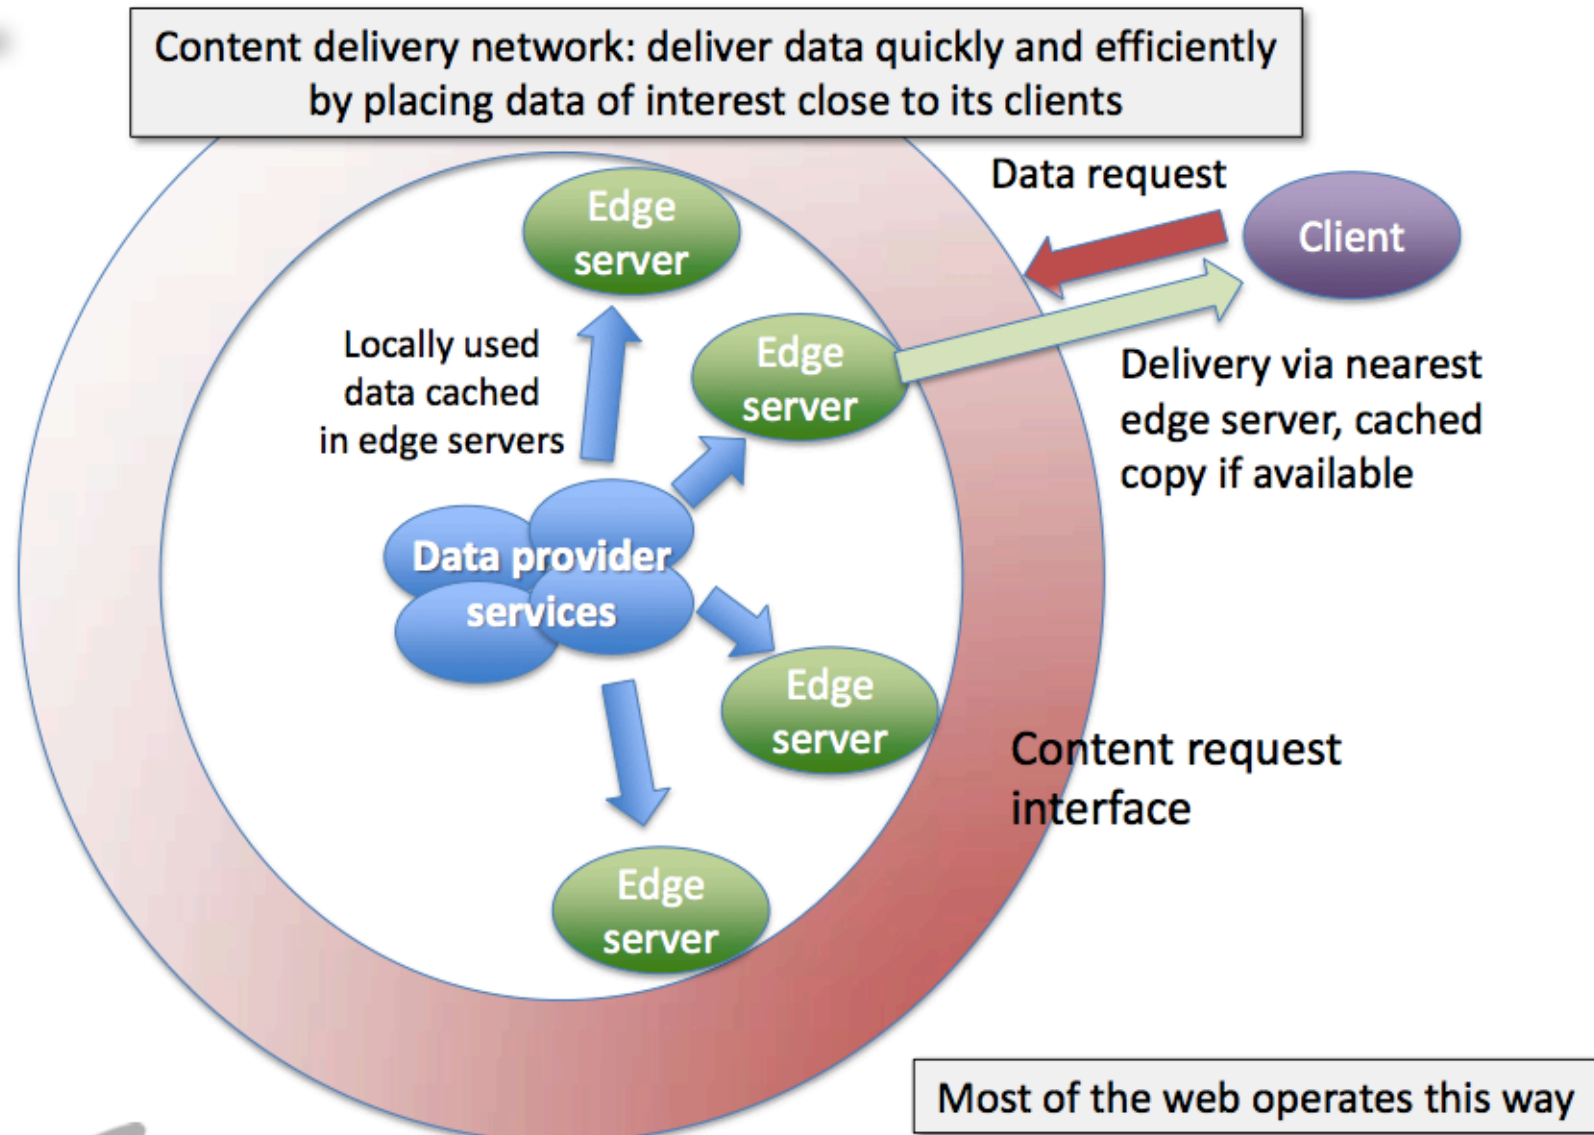 Content delivery network: deliver data quickly and efficiently
by placing data of interest close to its clients
Data request
Client
Edge
server
Locally used
data cached
in edge servers
Edge
server
Delivery via nearest
edge server, cached
copy if available
Data provider
services
Edge
server
Content request
interface
Edge
server
Most of the web operates this way